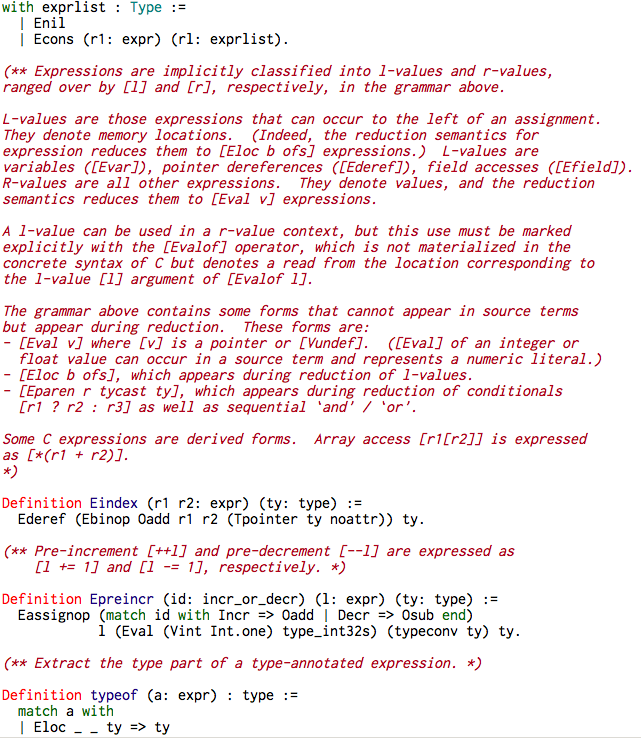 with exprlist : Type :=
| Enil
| Econs (r1: expr) (rl: exprlist).
(** Expressions are implicitly classified into l-values and r-values,
ranged over by [l] and [r], respectively, in the grammar above.
L-values are those expressions that can occur to the left of an assignment.
They denote memory locations. (Indeed, the reduction semantics for
expression reduces them to [Eloc b ofs] expressions.) L-values are
variables ([Evar]), pointer dereferences ([Ederef]), field accesses ([Efield]).
R-values are all other expressions. They denote values, and the reduction
semantics reduces them to [Eval v] expressions.
A l-value can be used in a r-value context, but this use must be marked
explicitly with the [Evalof] operator, which is not materialized in the
concrete syntax of C but denotes a read from the location corresponding to
the l-value [l] argument of [Evalof l].
The grammar above contains some forms that cannot appear in source terms
but appear during reduction. These forms are:
- [Eval v] where [v] is a pointer or [Vundef]. ([Eval] of an integer or
float value can occur in a source term and represents a numeric literal.)
- [Eloc b ofs], which appears during reduction of l-values.
- [Eparen r tycast ty], which appears during reduction of conditionals
[r1 ? r2 : r3] as well as sequential `and' / `or'.
Some C expressions are derived forms. Array access [r1[r2]] is expressed
as [*(r1 + r2)].
*)
Definition Eindex (r1 r2: expr) (ty: type) :=
Ederef (Ebinop Oadd r1 r2 (Tpointer ty noattr)) ty.
(** Pre-increment [++l] and pre-decrement [--l] are expressed as
[l += 1] and [l -= 1], respectively. *)
Definition Epreincr (id: incr_or_decr) (l: expr) (ty: type) :=
Eassignop (match id with Incr => Oadd | Decr => Osub end)
l (Eval (Vint Int.one) type_int32s) (typeconv ty) ty.
(** Extract the type part of a type-annotated expression. *)
Definition typeof (a: expr) : type :=
match a with
| Eloc _ _ ty => ty